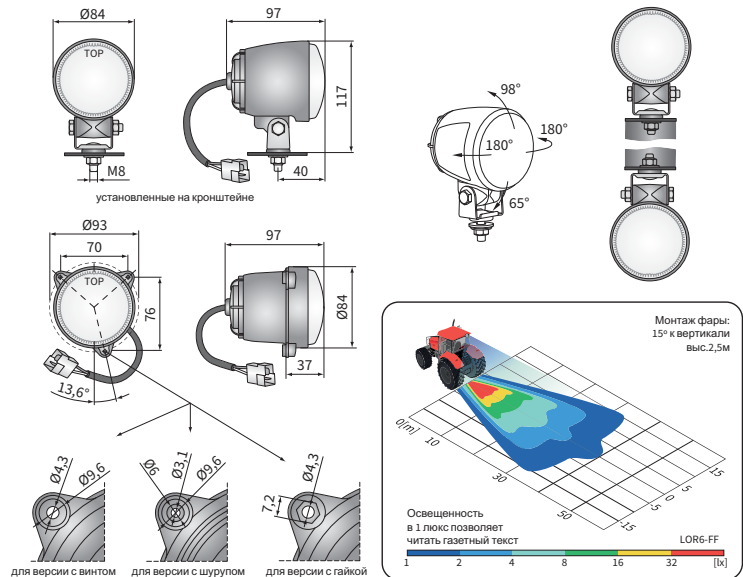 Ø84
97
TOP
117
M8
40
установленные на кронштейне
98°
180°
180°
65°
Ø93
70
97
TOP
76
Ø84
37
13,6°
Ø4,3
Ø9,6
Ø6
Ø3,1
Ø9,6
Ø4,3
7,2
для версии с винтом
для версии с шурупом
для версии с гайкой
Монтаж фары:
15º к вертикали
выс.2,5м
0[m]
10
30
50
15
5
0
-5
-15
Освещенность
в 1 люкс позволяет
читать газетный текст
LOR6-FF
1 2 4 8 16 32 [lx]